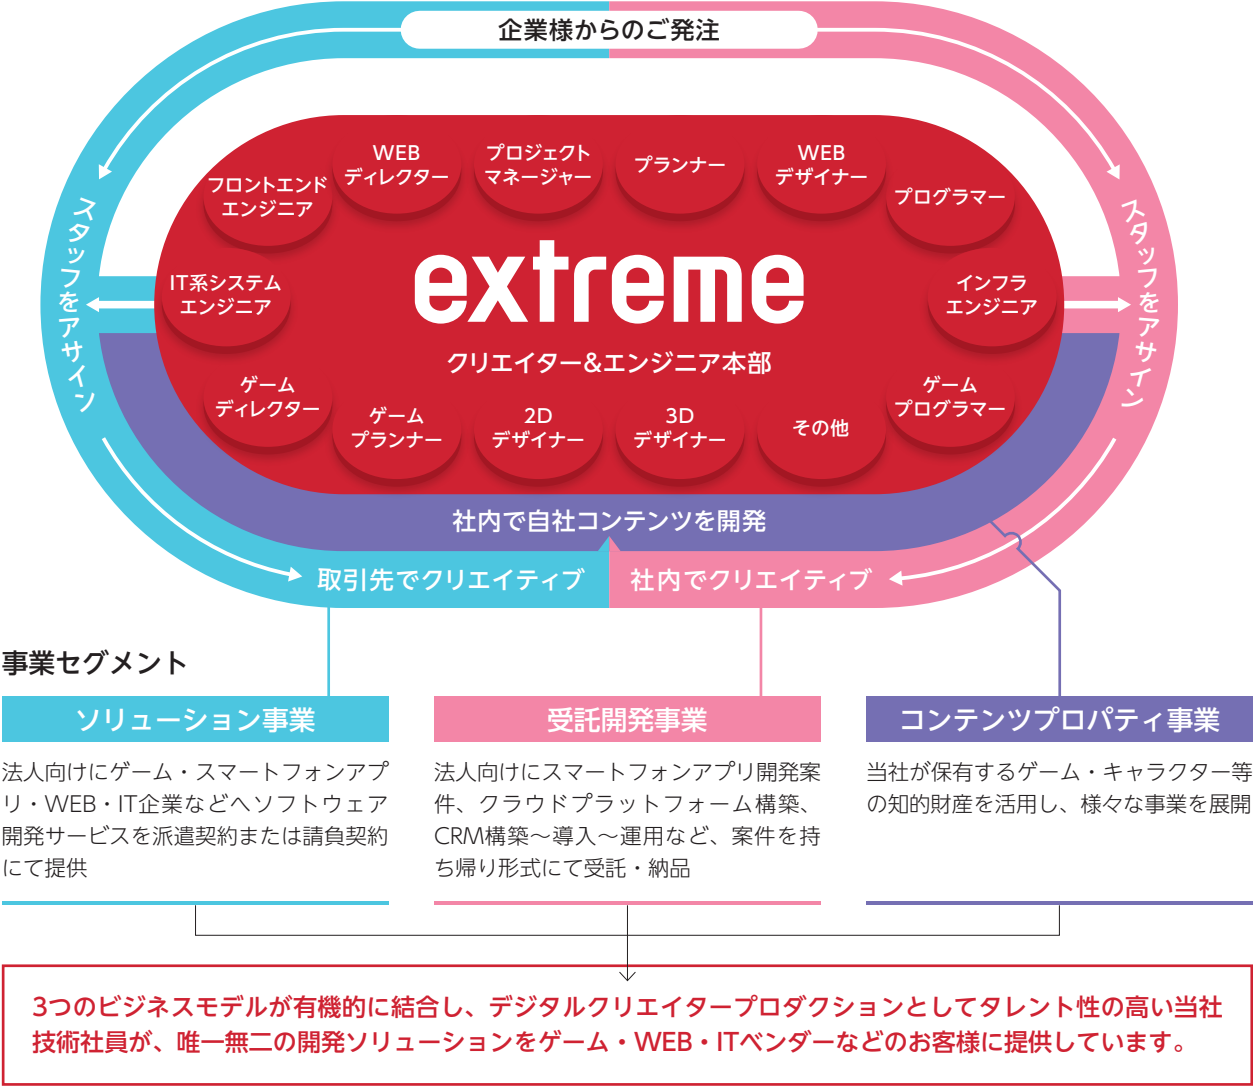 企業様からのご発注
スタッフをアサイン
スタッフをアサイン
フロントエンド
エンジニア
WEB
ディレクター
プロジェクト
マネージャー
プランナー
WEB
デザイナー
プログラマー
IT系システム
エンジニア
extreme
クリエイター&エンジニア本部
インフラ
エンジニア
ゲーム
ディレクター
ゲーム
プランナー
2D
デザイナー
3D
デザイナー
その他
ゲーム
プログラマー
社内で自社コンテンツを開発
取引先でクリエイティブ
社内でクリエイティブ
事業セグメント
ソリューション事業
法人向けにゲーム・スマートフォンアプ
リ・WEB・IT企業などへソフトウェア
開発サービスを派遣契約または請負契約
にて提供
受託開発事業
法人向けにスマートフォンアプリ開発案
件、クラウドプラットフォーム構築、
CRM構築〜導入〜運用など、案件を持
ち帰り形式にて受託・納品
コンテンツプロパティ事業
当社が保有するゲーム・キャラクター等
の知的財産を活用し、様々な事業を展開
3つのビジネスモデルが有機的に結合し、デジタルクリエイタープロダクションとしてタレント性の高い当社
技術社員が、唯一無二の開発ソリューションをゲーム・WEB・ITベンダーなどのお客様に提供しています。